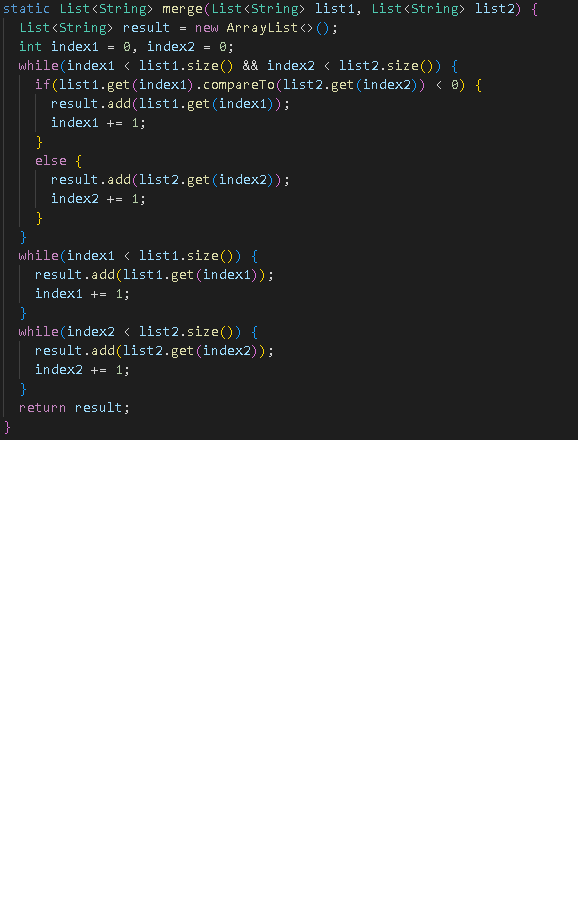 static List<String> merge(List<String> list1, List<String> list2) {
  List<String> result = new ArrayList<>();
  int index1 = 0, index2 = 0;
  while(index1 < list1.size() && index2 < list2.size()) {
    if(list1.get(index1).compareTo(list2.get(index2)) < 0) {
      result.add(list1.get(index1));
      index1 += 1;
    }
    else {
      result.add(list2.get(index2));
      index2 += 1;
    }
  }
  while(index1 < list1.size()) {
    result.add(list1.get(index1));
    index1 += 1;
  }
  while(index2 < list2.size()) {
    result.add(list2.get(index2));
    index2 += 1;
  }
  return result;
}